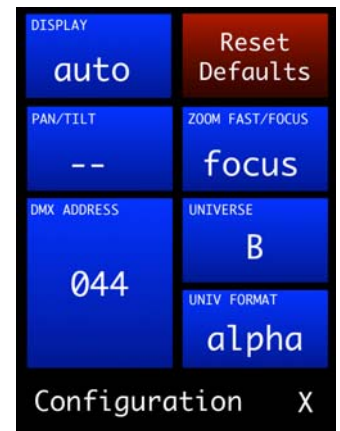 DISPLAY
auto
Reset
Defaults
PAN/TILT
--
ZOOM FAST/FOCUS
focus
DMX ADDRESS
044
UNIVERSE
B
UNIV FORMAT
alpha
Configuration X